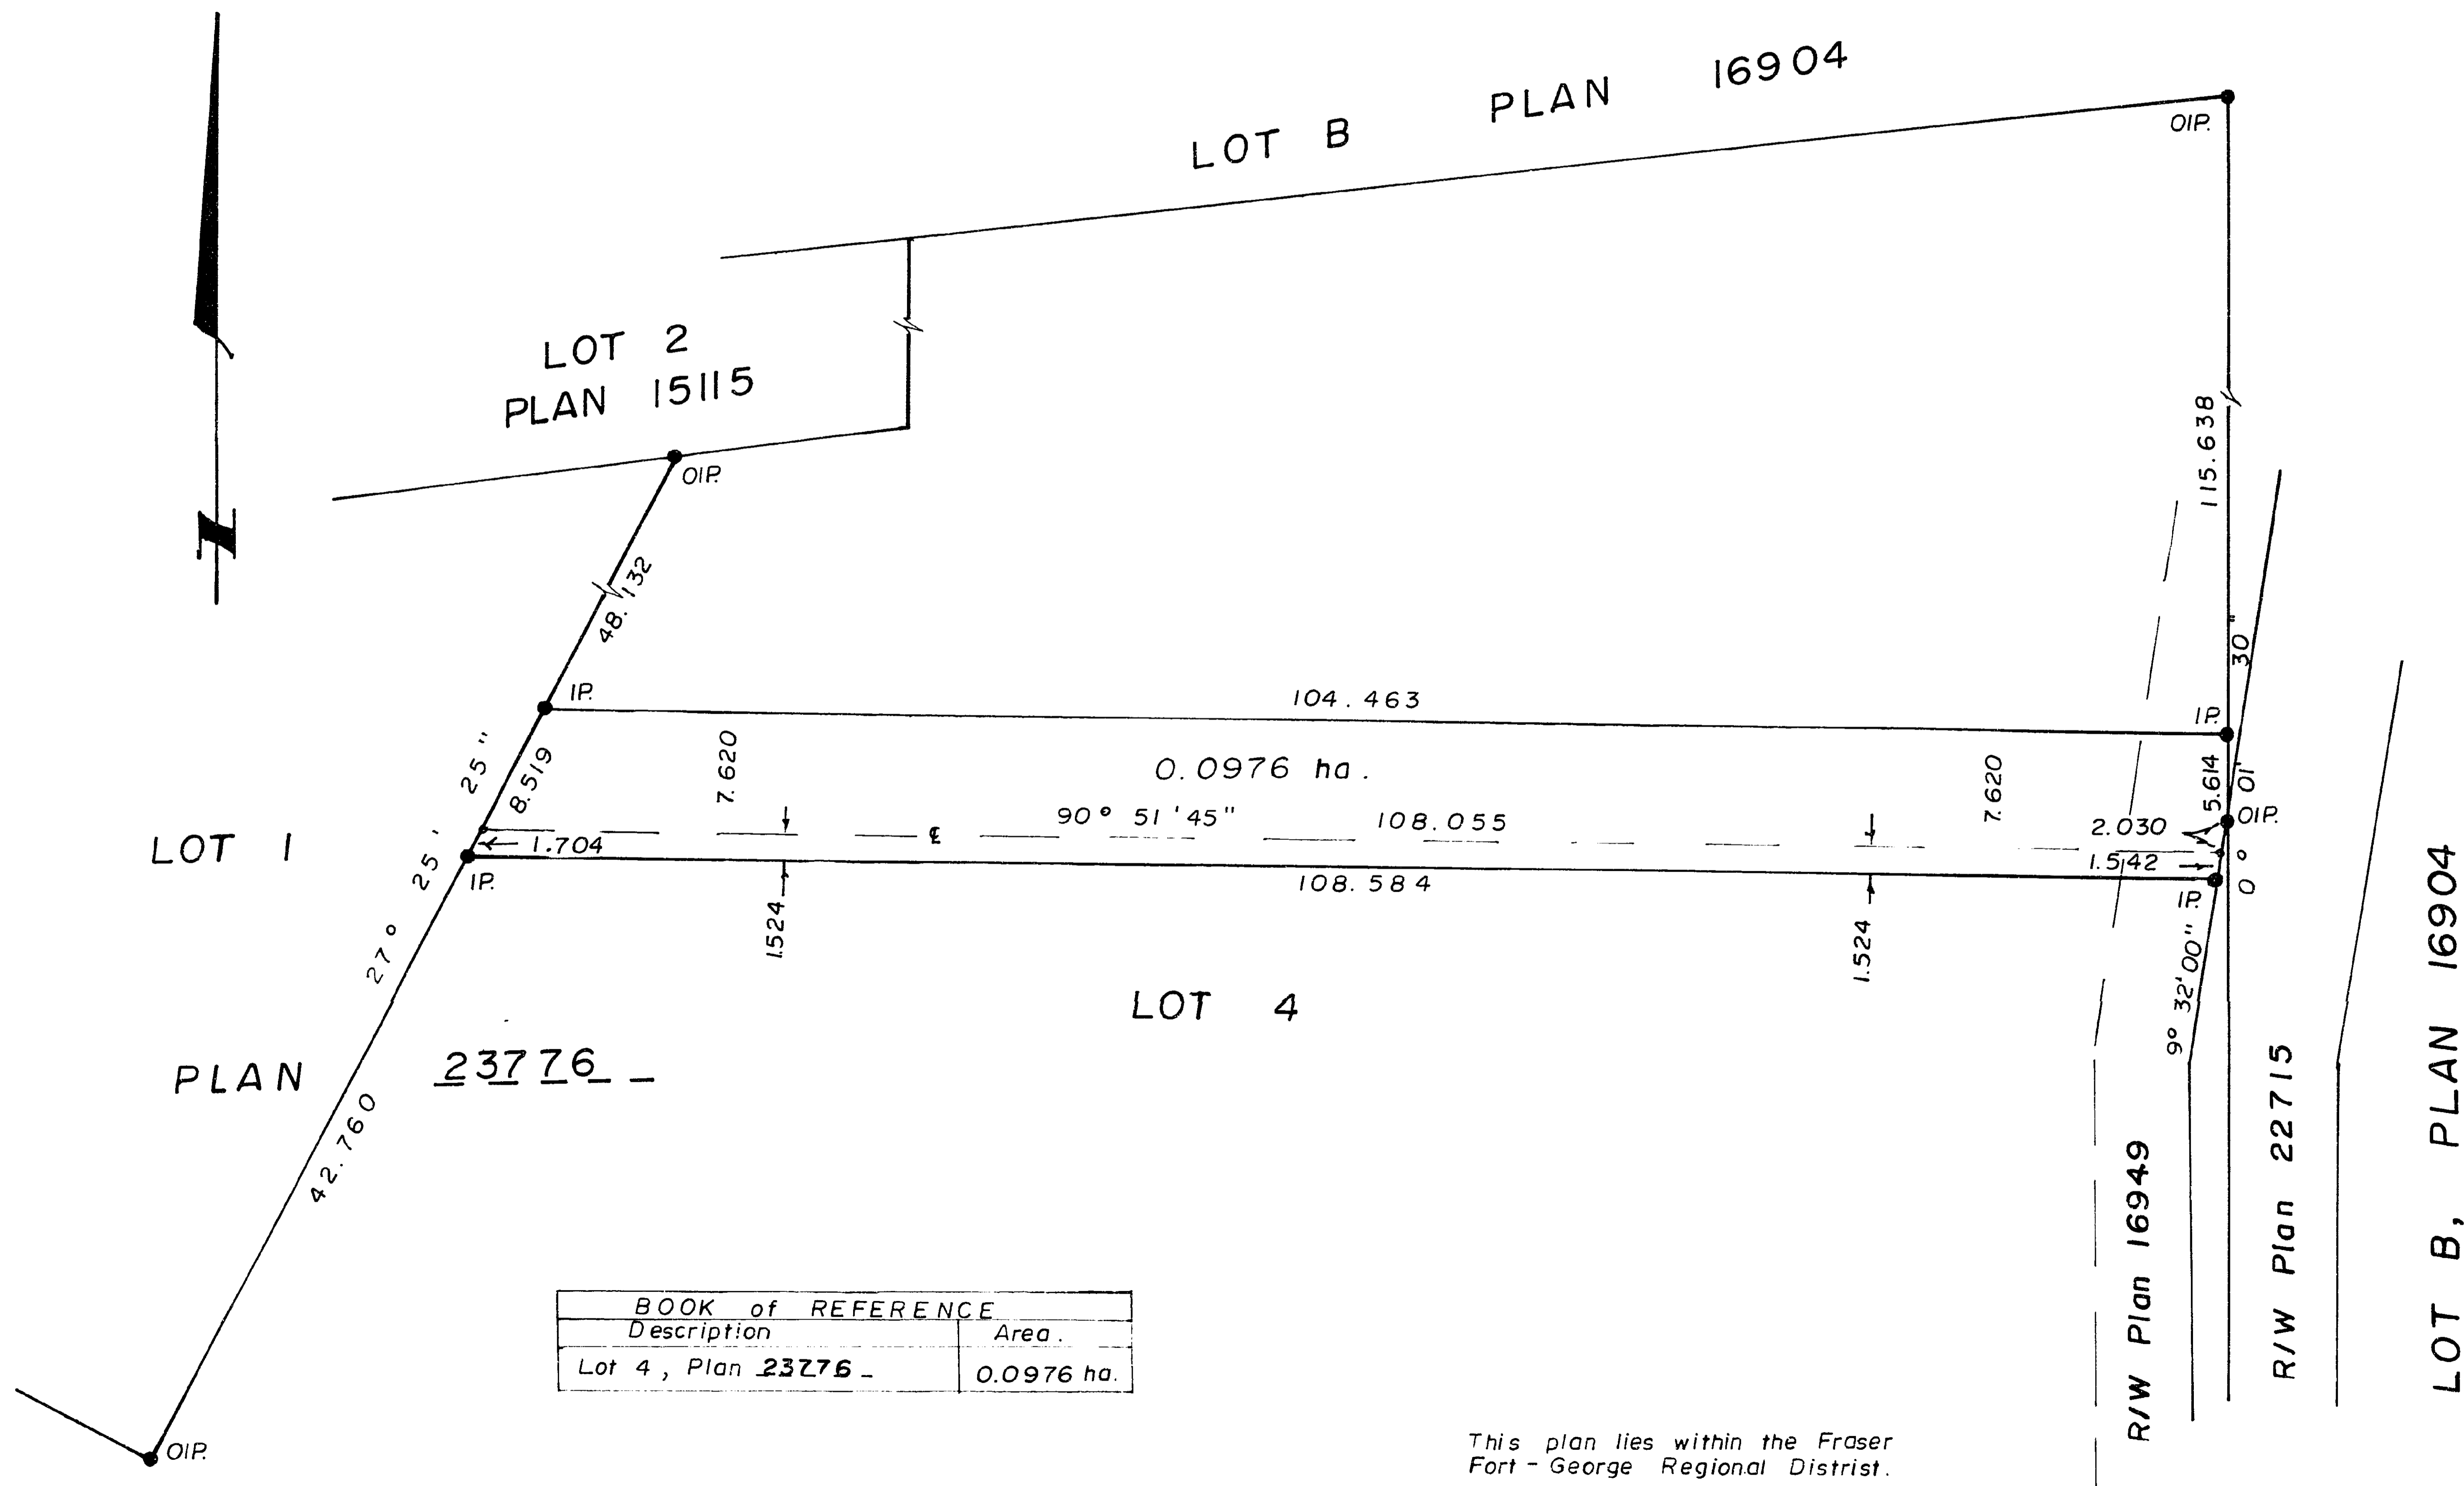 LOT B PLAN 16904
OIP.
LOT 2
PLAN 15115
OIP.
N
115.638
48.132
30"
IP.
104.463
IP.
25"
8.519
7.620
0.0976 ha.
7.620
5.614
01'
90° 51' 45"
108.055
2.030
OIP.
LOT 1
℄
1.704
1.542
0°
25'
IP.
108.584
IP.
1.524
1.524
27°
9° 32' 00"
LOT 4
PLAN 23776
42.760
R/W Plan 16949
R/W Plan 22715
LOT B, PLAN 16904
BOOK of REFERENCE
Description Area.
Lot 4, Plan 23776 0.0976 ha.
OIP.
This plan lies within the Fraser
Fort - George Regional Distrist.